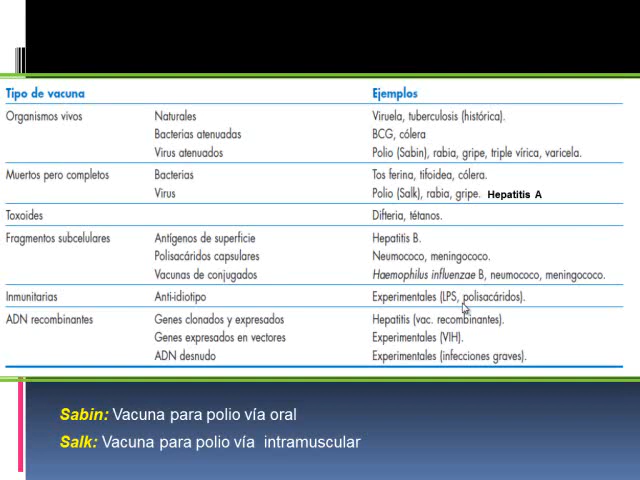 Tipo de vacuna Ejemplos
Organismos vivos Naturales Viruela, tuberculosis (histórica).
Bacterias atenuadas BCG, cólera
Virus atenuados Polio (Sabin), rabia, gripe, triple vírica, varicela.
Muertos pero completos Bacterias Tos ferina, tifoidea, cólera.
Virus Polio (Salk), rabia, gripe. Hepatitis A
Toxoides Difteria, tétanos.
Fragmentos subcelulares Antígenos de superficie Hepatitis B.
Polisacáridos capsulares Neumococo, meningococo.
Vacunas de conjugados Haemophilus influenzae B, neumococo, meningococo.
Inmunitarias Anti-idiotipo Experimentales (LPS, polisacáridos).
ADN recombinantes Genes clonados y expresados Hepatitis (vac. recombinantes).
Genes expresados en vectores Experimentales (VIH).
ADN desnudo Experimentales (infecciones graves).
Sabin: Vacuna para polio vía oral
Salk: Vacuna para polio vía intramuscular